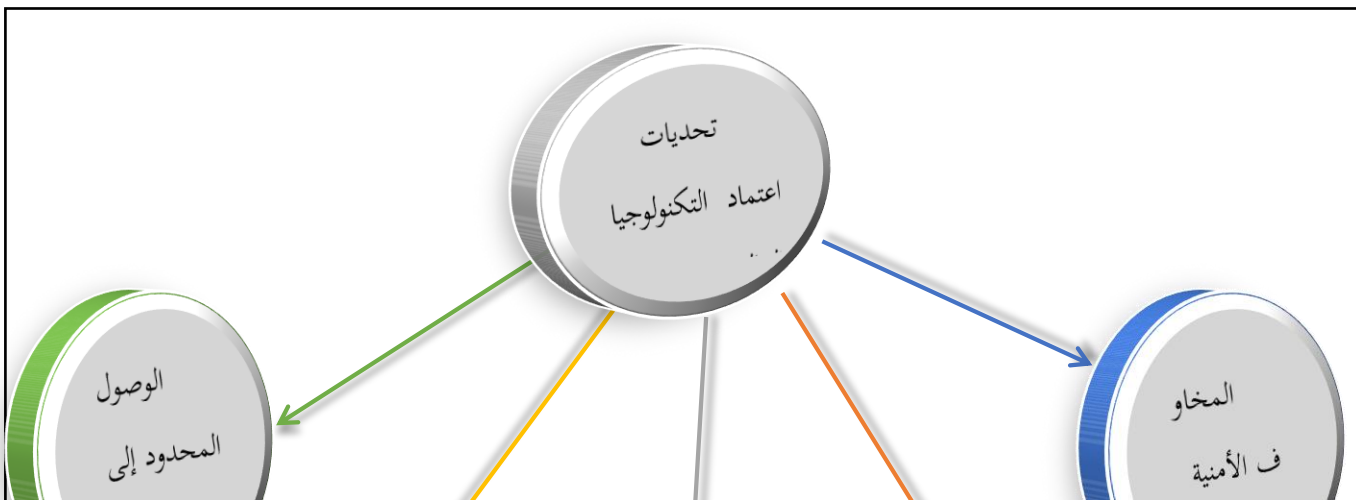 تحديات
اعتماد التكنولوجيا
المخاو
ف الأمنية
الوصول
المحدود إلى